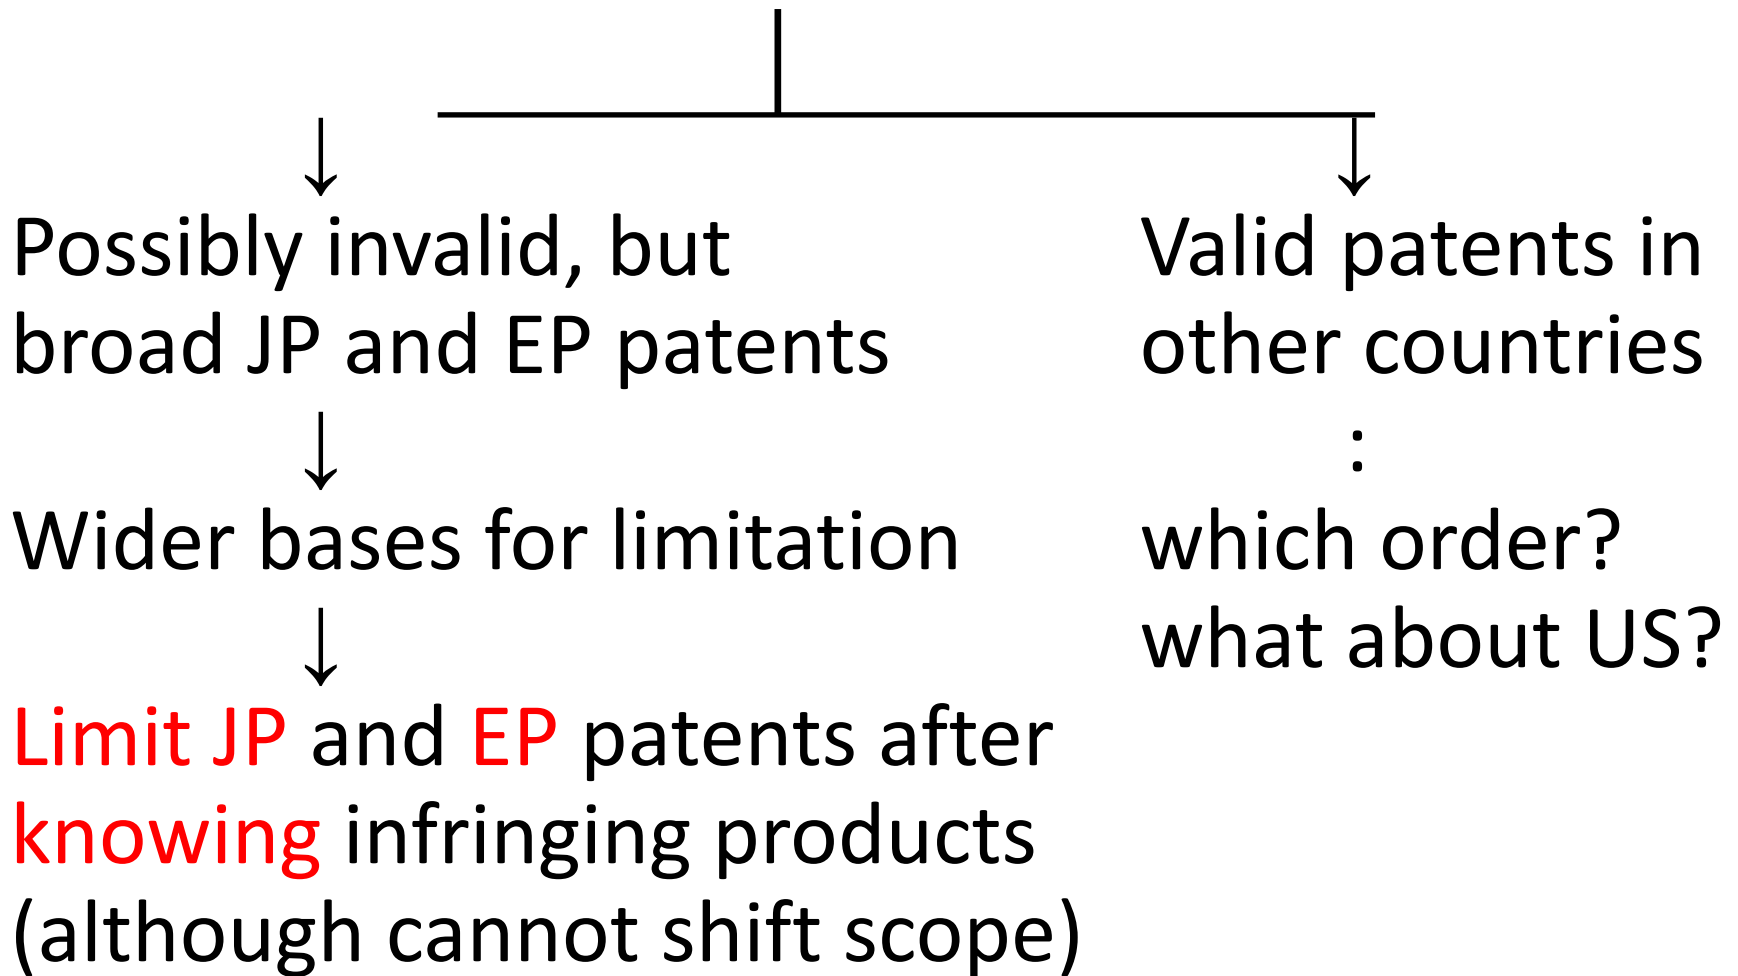 Possibly invalid, but
broad JP and EP patents
Wider bases for limitation
Limit JP and EP patents after
knowing infringing products
(although cannot shift scope)
Valid patents in
other countries
:
which order?
what about US?